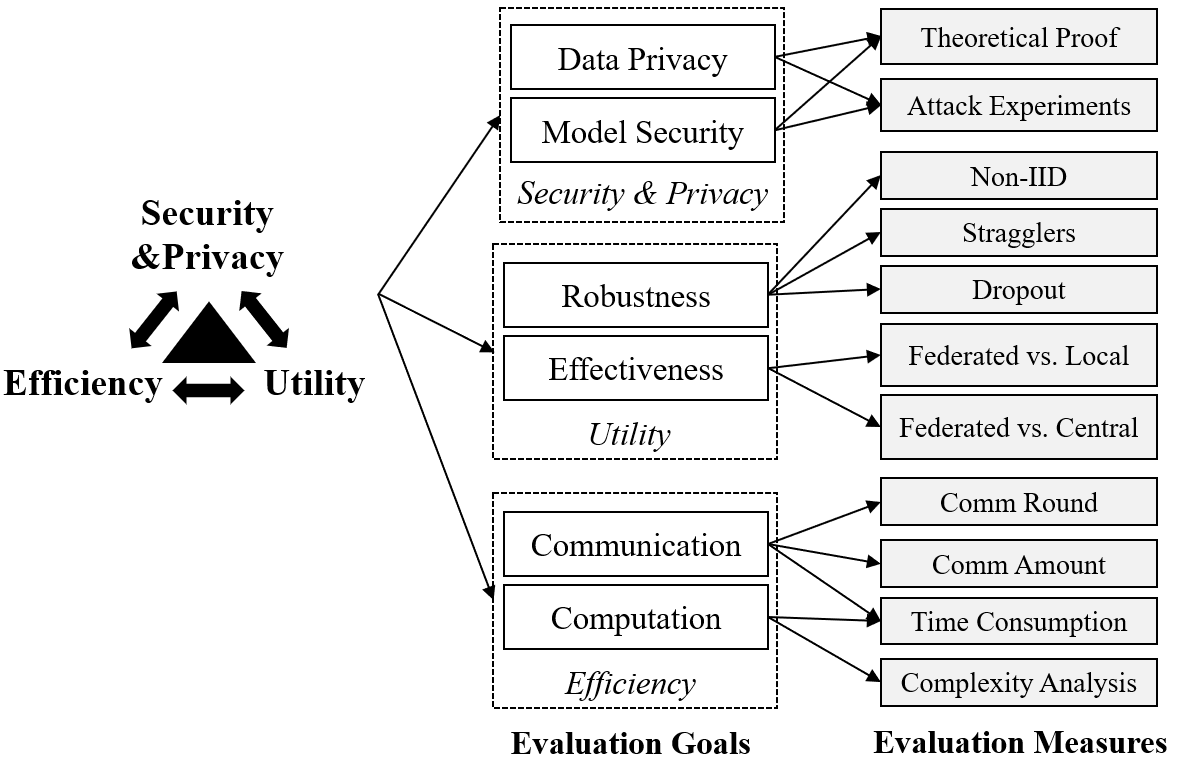 Security
&Privacy
Efficiency
Utility
Data Privacy
Model Security
Security & Privacy
Robustness
Effectiveness
Utility
Communication
Computation
Efficiency
Evaluation Goals
Theoretical Proof
Attack Experiments
Non-IID
Stragglers
Dropout
Federated vs. Local
Federated vs. Central
Comm Round
Comm Amount
Time Consumption
Complexity Analysis
Evaluation Measures